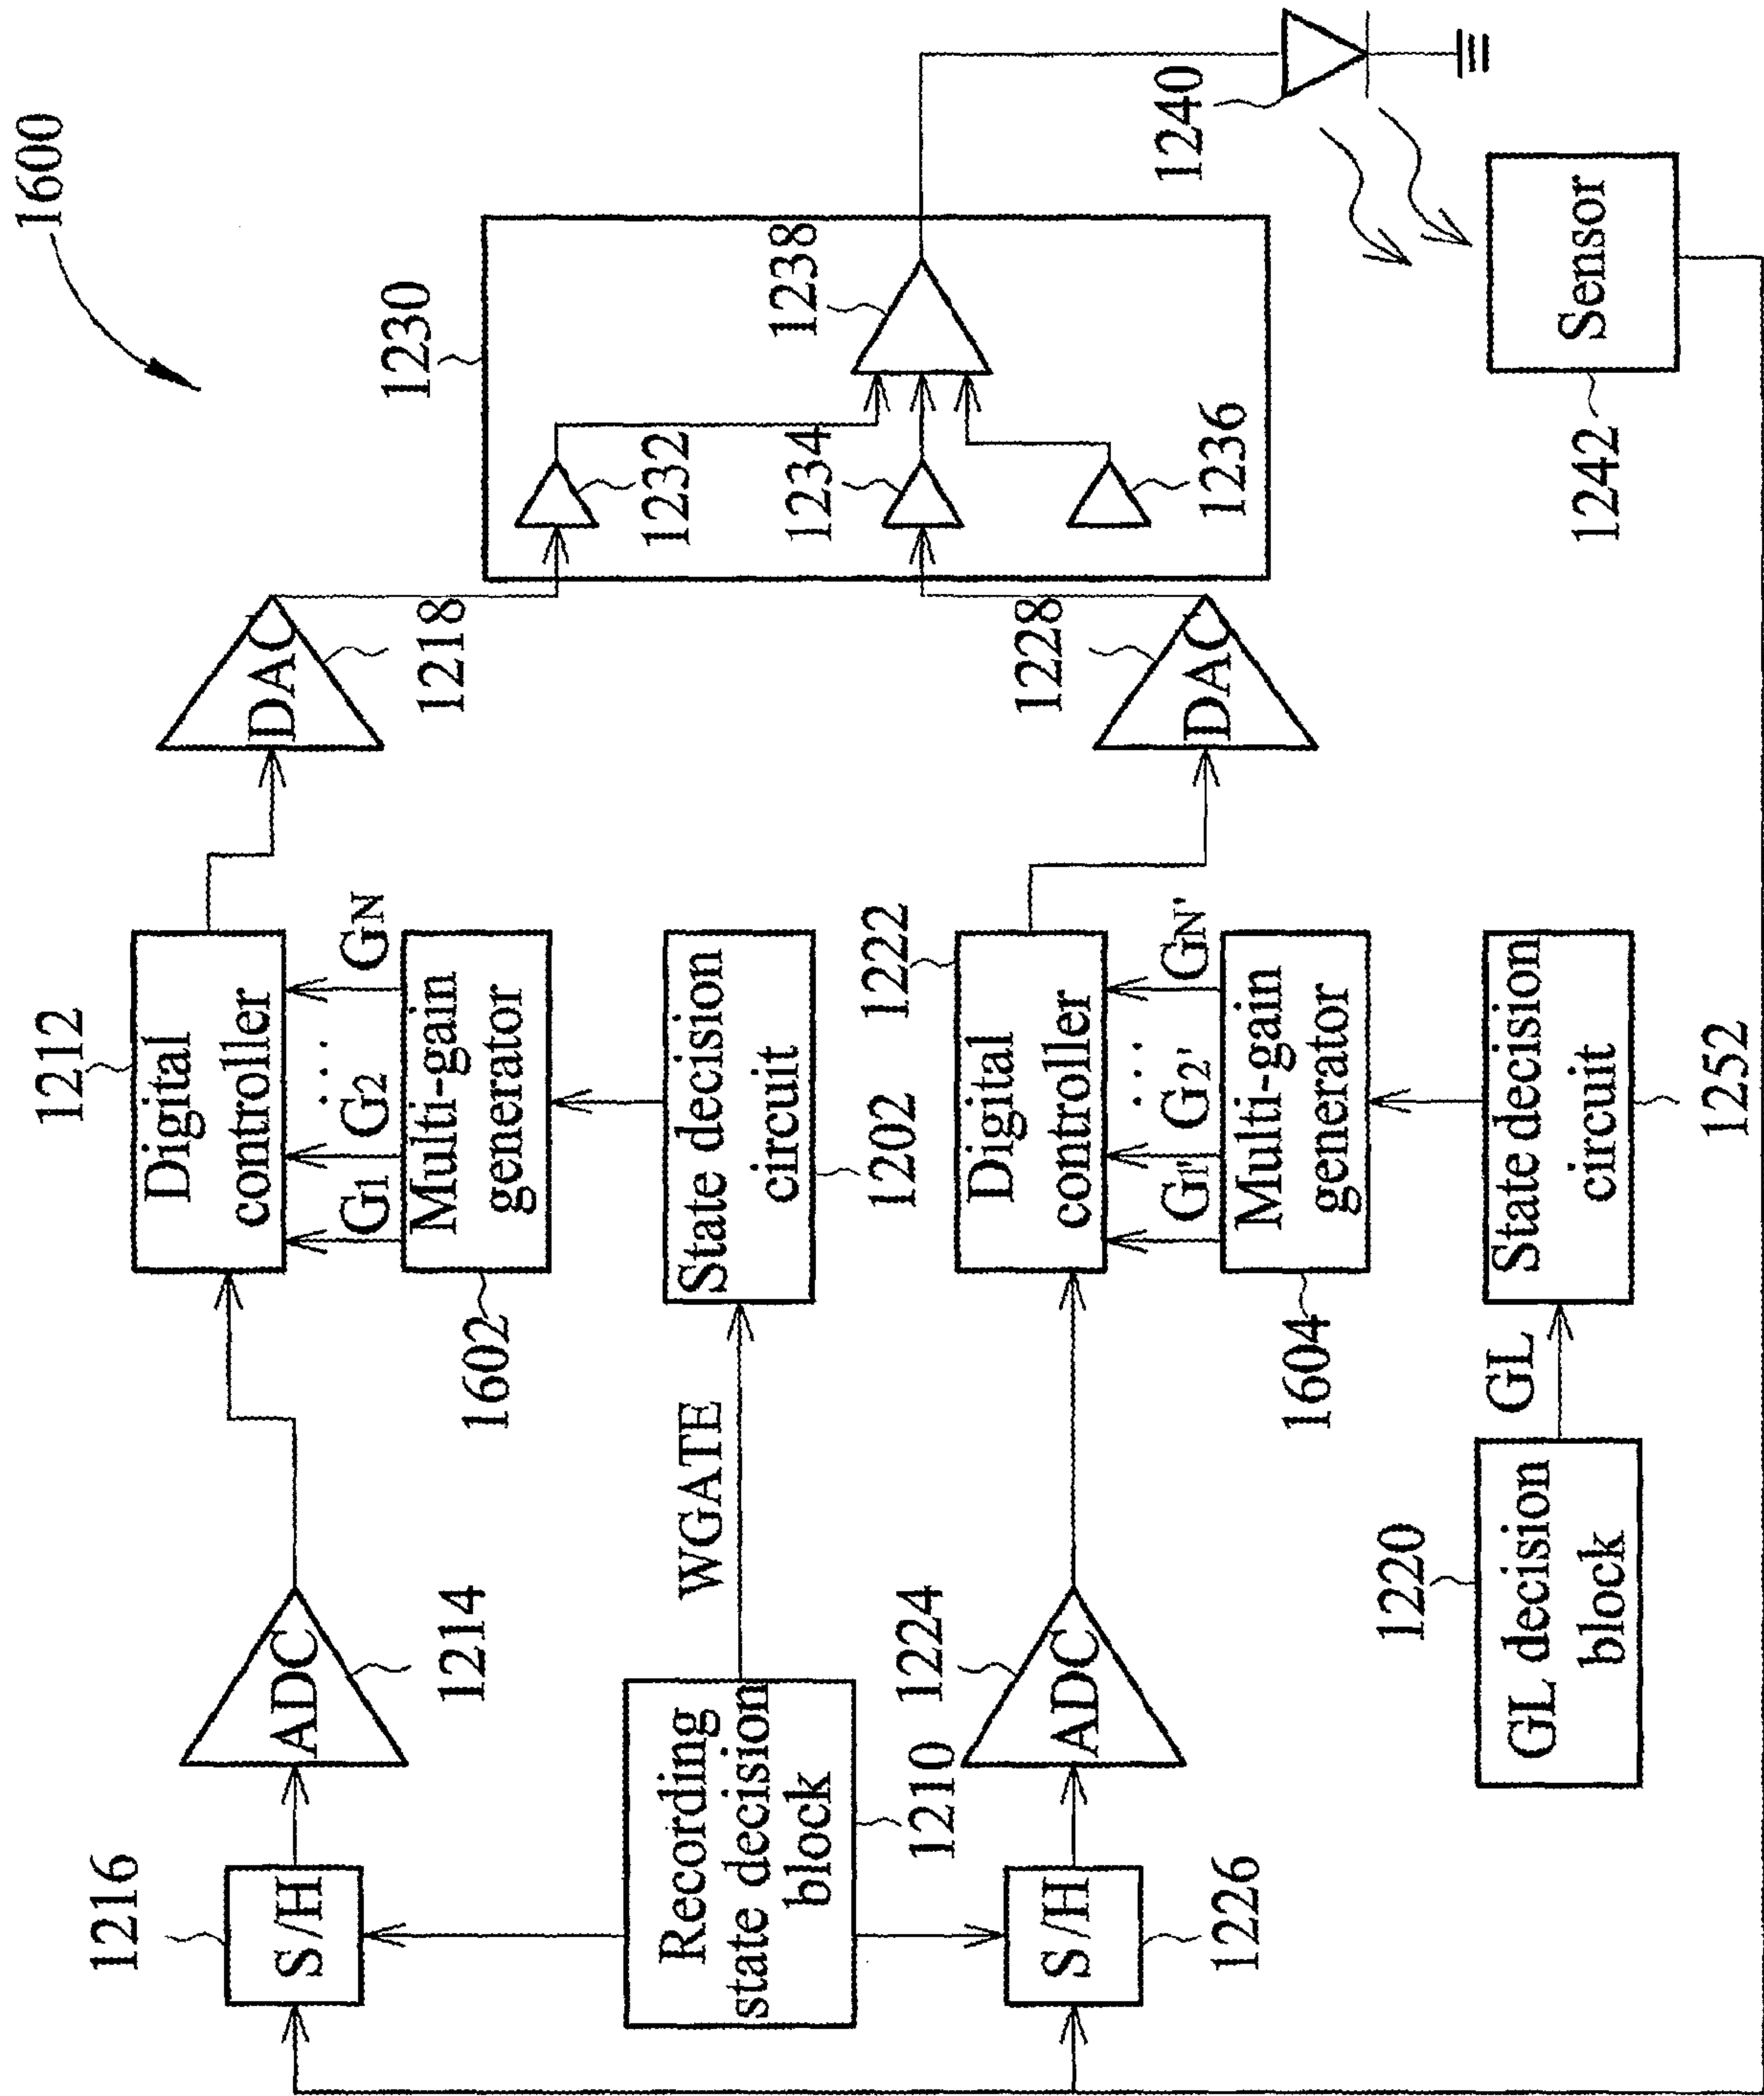 1600
1216
S/H
1214
ADC
1212
Digital
controller
G1
G2
...
GN
1602
Multi-gain
generator
1218
DAC
1230
1232
1234
1236
1238
1240
Recording
state decision
block
1210
WGATE
State decision
circuit
1202
1226
S/H
1224
ADC
1222
Digital
controller
G1'
G2'
...
GN'
1604
Multi-gain
generator
1228
DAC
1220
GL decision
block
GL
State decision
circuit
1252
1242
Sensor